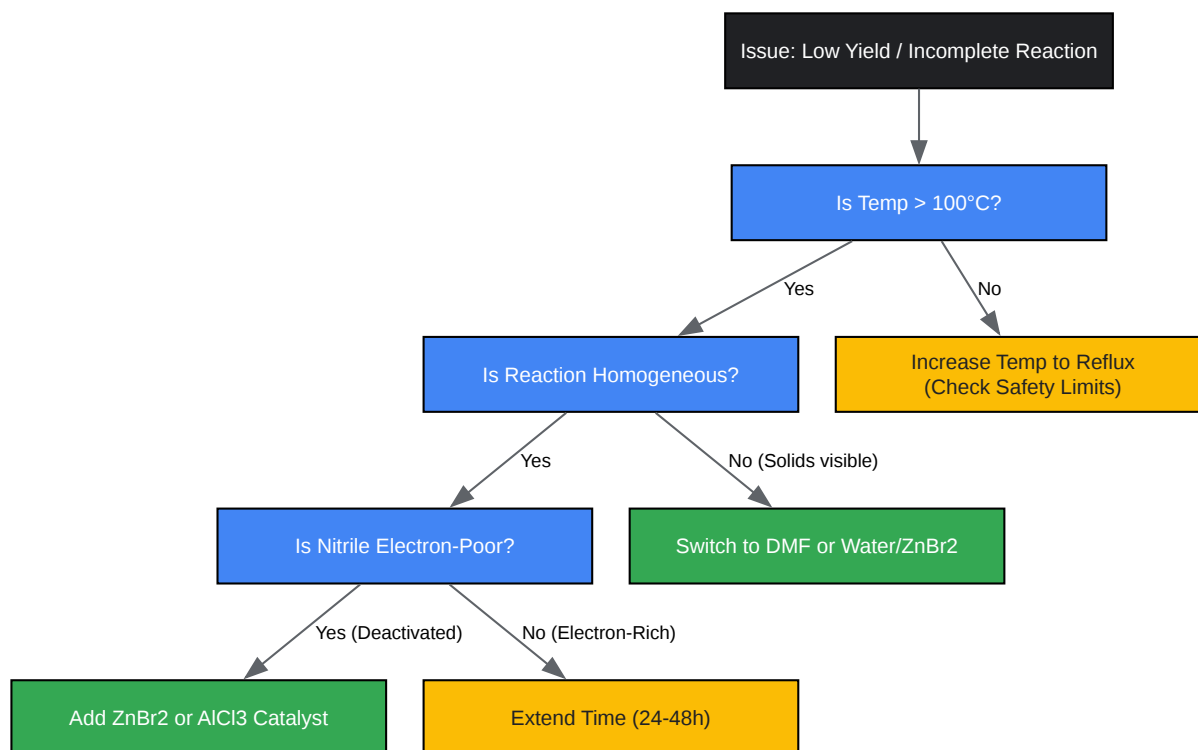 Issue: Low Yield / Incomplete Reaction
Is Temp > 100°C?
Yes
No
Is Reaction Homogeneous?
Increase Temp to Reflux
(Check Safety Limits)
Yes
No (Solids visible)
Is Nitrile Electron-Poor?
Switch to DMF or Water/ZnBr2
Yes (Deactivated)
No (Electron-Rich)
Add ZnBr2 or AlCl3 Catalyst
Extend Time (24-48h)